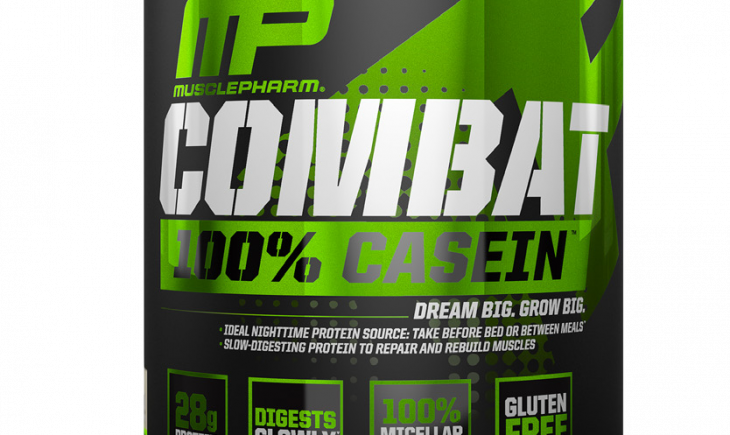 MP
MUSCLEPHARM®
COMBAT
100% CASEIN™
DREAM BIG. GROW BIG.
• IDEAL NIGHTTIME PROTEIN SOURCE: TAKE BEFORE BED OR BETWEEN MEALS*
• SLOW-DIGESTING PROTEIN TO REPAIR AND REBUILD MUSCLES
28g PROTEIN
DIGESTS SLOWLY
100% MICELLAR
GLUTEN FREE